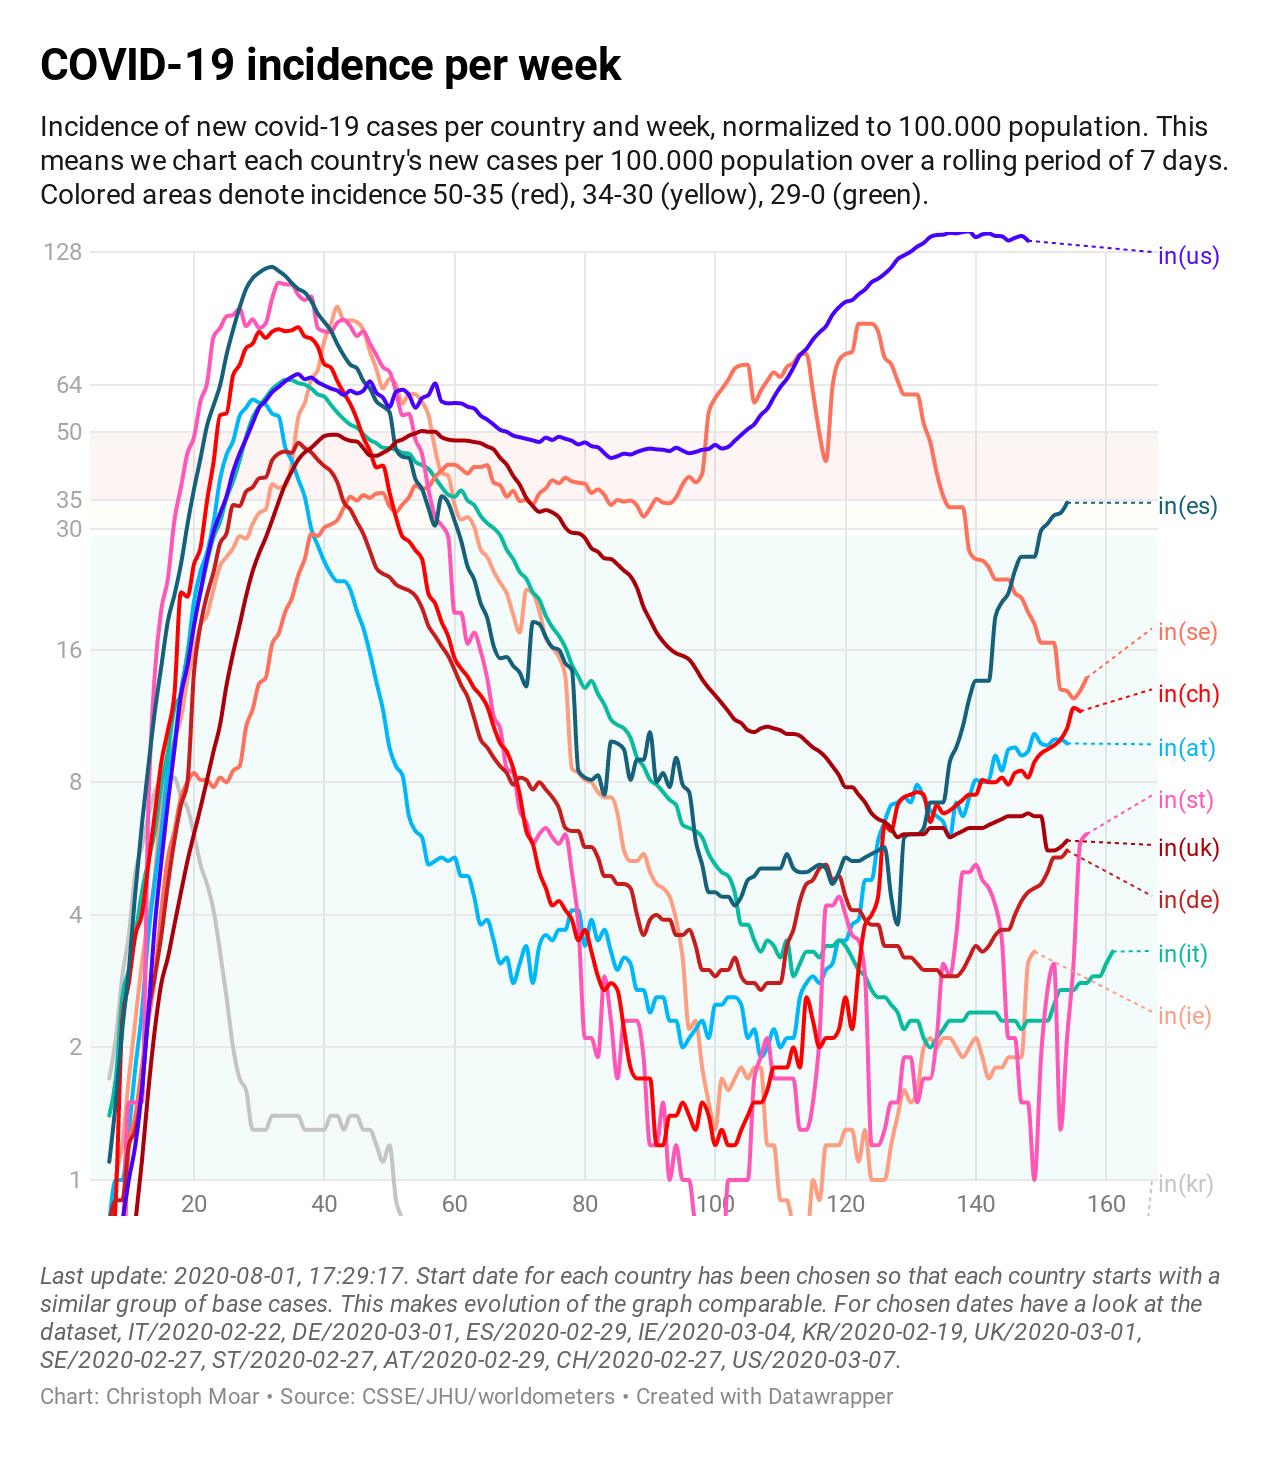 COVID-19 incidence per week
Incidence of new covid-19 cases per country and week, normalized to 100.000 population. This
means we chart each country's new cases per 100.000 population over a rolling period of 7 days.
Colored areas denote incidence 50-35 (red), 34-30 (yellow), 29-0 (green).
128
in(us)
64
50
35
in(es)
30
16
in(se)
in(ch)
in(at)
8
in(st)
in(uk)
in(de)
4
in(it)
in(ie)
2
1
in(kr)
20 40 60 80 100 120 140 160
Last update: 2020-08-01, 17:29:17. Start date for each country has been chosen so that each country starts with a
similar group of base cases. This makes evolution of the graph comparable. For chosen dates have a look at the
dataset, IT/2020-02-22, DE/2020-03-01, ES/2020-02-29, IE/2020-03-04, KR/2020-02-19, UK/2020-03-01,
SE/2020-02-27, ST/2020-02-27, AT/2020-02-29, CH/2020-02-27, US/2020-03-07.
Chart: Christoph Moar • Source: CSSE/JHU/worldometers • Created with Datawrapper